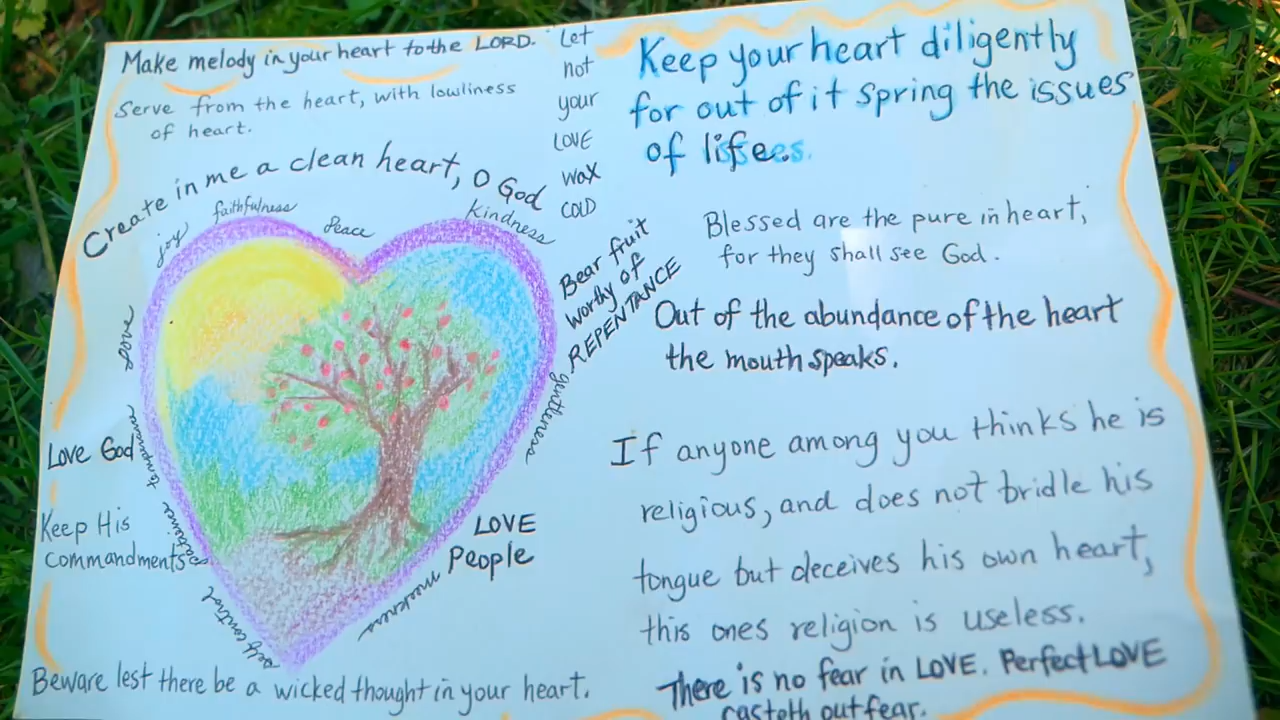 Make melody in your heart to the LORD.
Serve from the heart, with lowliness
of heart.
Create in me a clean heart, O God
joy
faithfulness
Peace
kindness
Let
not
your
LOVE
wax
COLD
Bear fruit
worthy of
REPENTANCE
gentleness
Love God
Keep His
commandments
patience
self control
meekness
LOVE
People
Beware lest there be a wicked thought in your heart.
Keep your heart diligently
for out of it spring the issues
of life
Blessed are the pure in heart,
for they shall see God.
Out of the abundance of the heart
the mouth speaks.
If anyone among you thinks he is
religious, and does not bridle his
tongue but deceives his own heart,
this ones religion is useless.
There is no fear in LOVE. Perfect LOVE
casteth out fear.